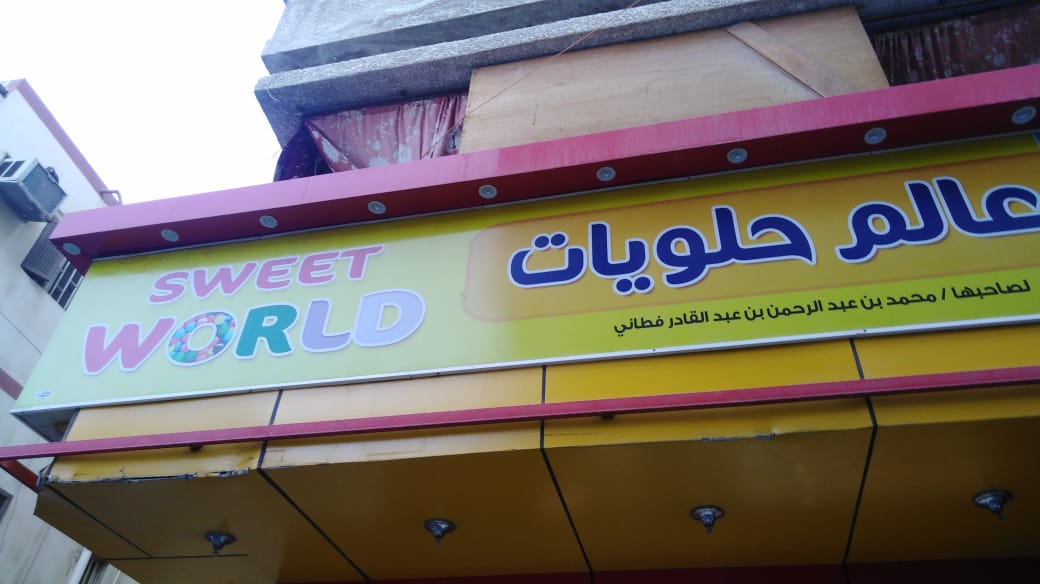 SWEET
WORLD
عالم حلويات
لصاحبها / محمد بن عبد الرحمن بن عبد القادر فطاني